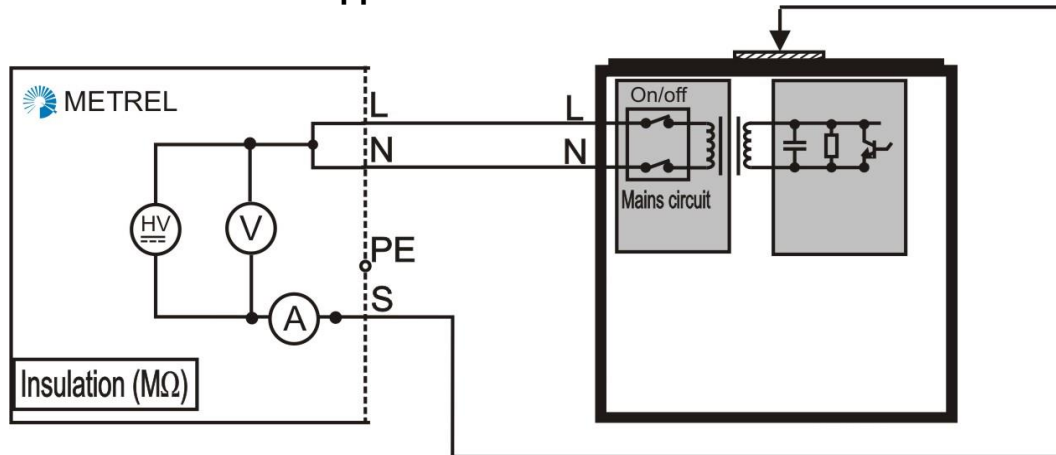 METREL
L
N
PE
S
HV
V
A
Insulation (MΩ)
L
N
On/off
Mains circuit